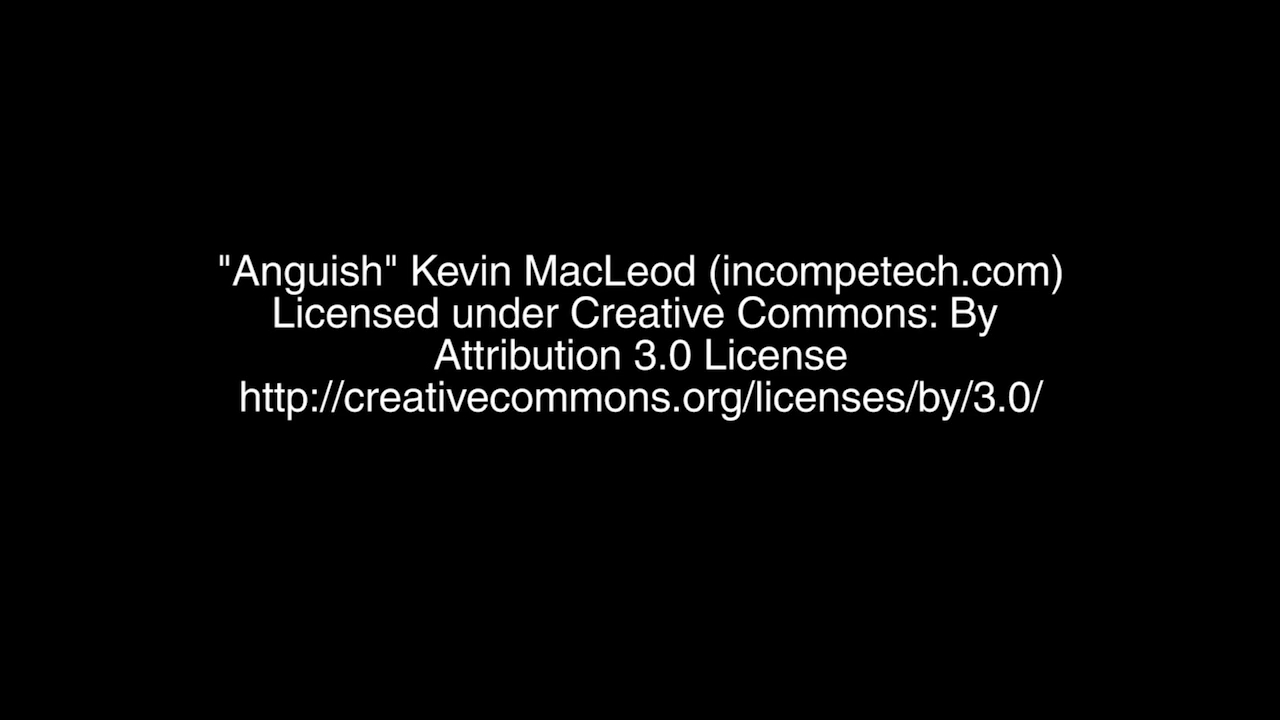 "Anguish" Kevin MacLeod (incompetech.com)
Licensed under Creative Commons: By
Attribution 3.0 License
http://creativecommons.org/licenses/by/3.0/